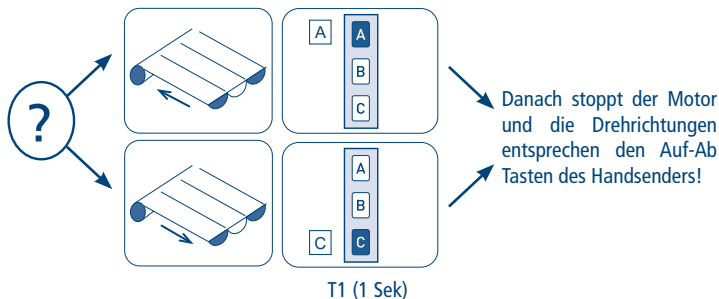 ?
A A
B
C
A
B
C C
Danach stoppt der Motor
und die Drehrichtungen
entsprechen den Auf-Ab
Tasten des Handsenders!
T1 (1 Sek)